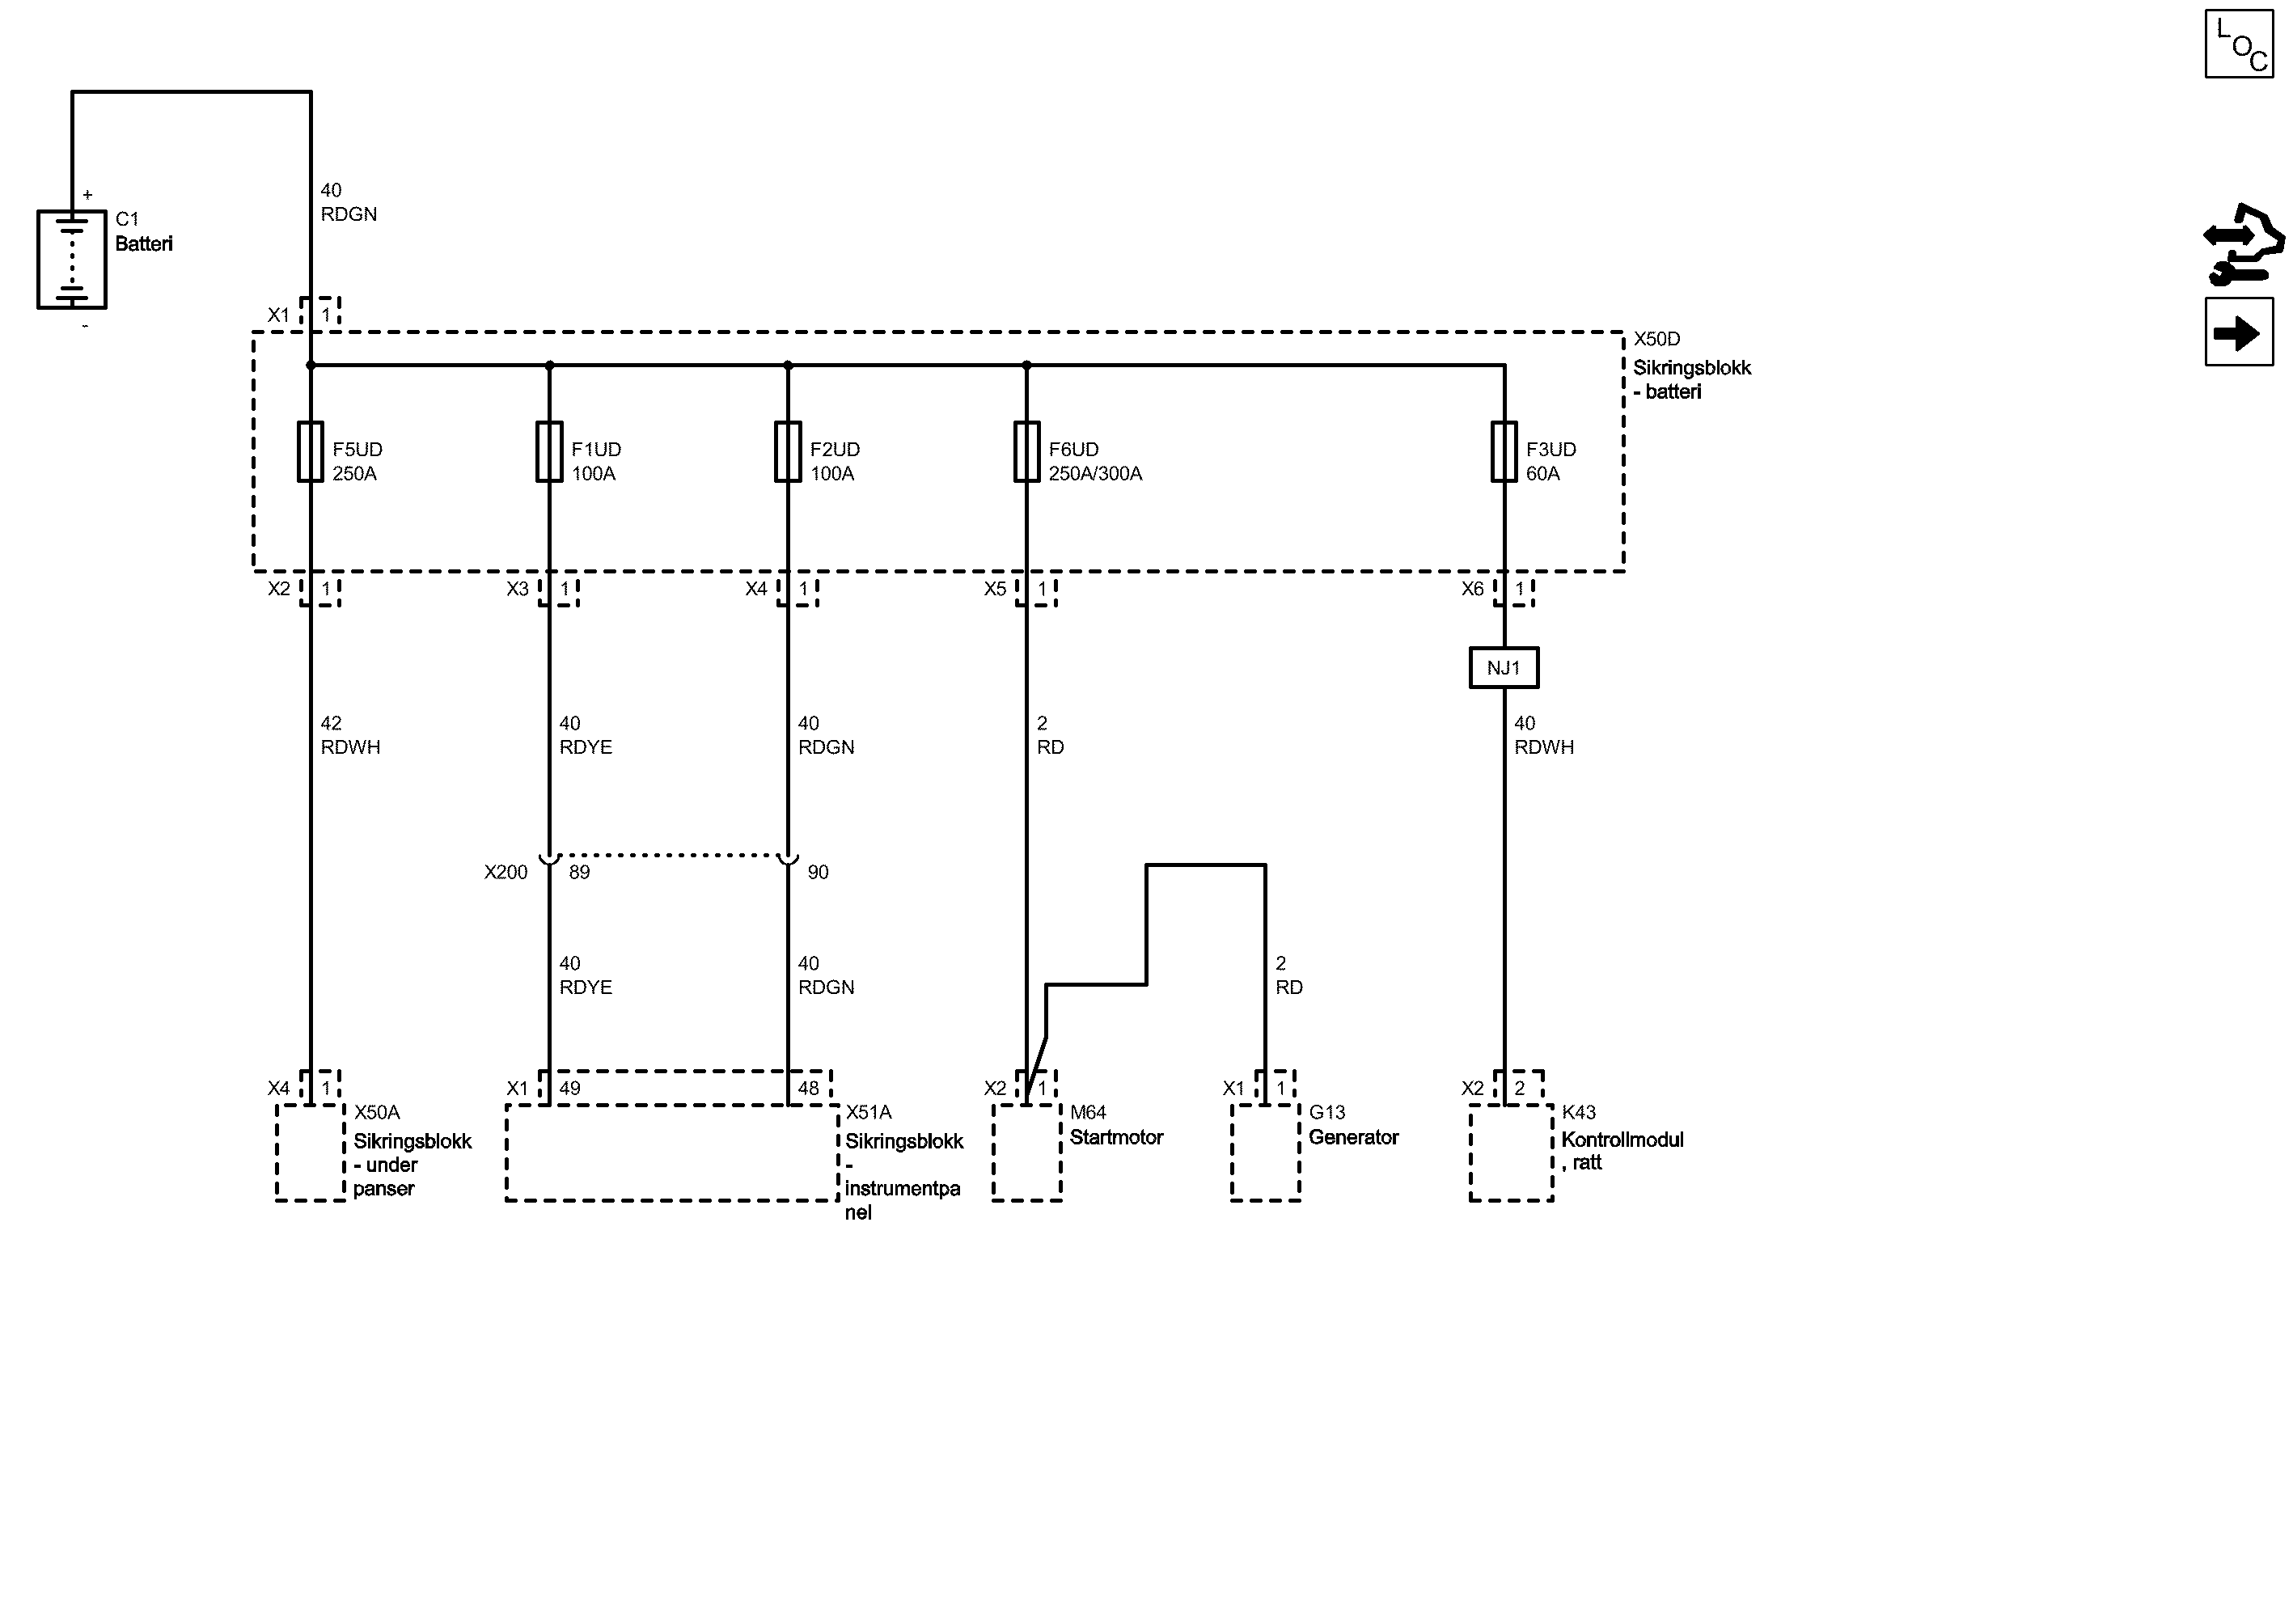 L
O
C
40
RDGN
+
C1
Batteri
-
X1 1
X50D
Sikringsblokk
- batteri
F5UD
250A
F1UD
100A
F2UD
100A
F6UD
250A/300A
F3UD
60A
X2 1
X3 1
X4 1
X5 1
X6 1
NJ1
42
RDWH
40
RDYE
40
RDGN
2
RD
40
RDWH
X200 89
90
40
RDYE
40
RDGN
2
RD
X4 1
X1 49
48
X2 1
X1 1
X2 2
X50A
Sikringsblokk
- under
panser
X51A
Sikringsblokk
-
instrumentpa
nel
M64
Startmotor
G13
Generator
K43
Kontrollmodul
, ratt